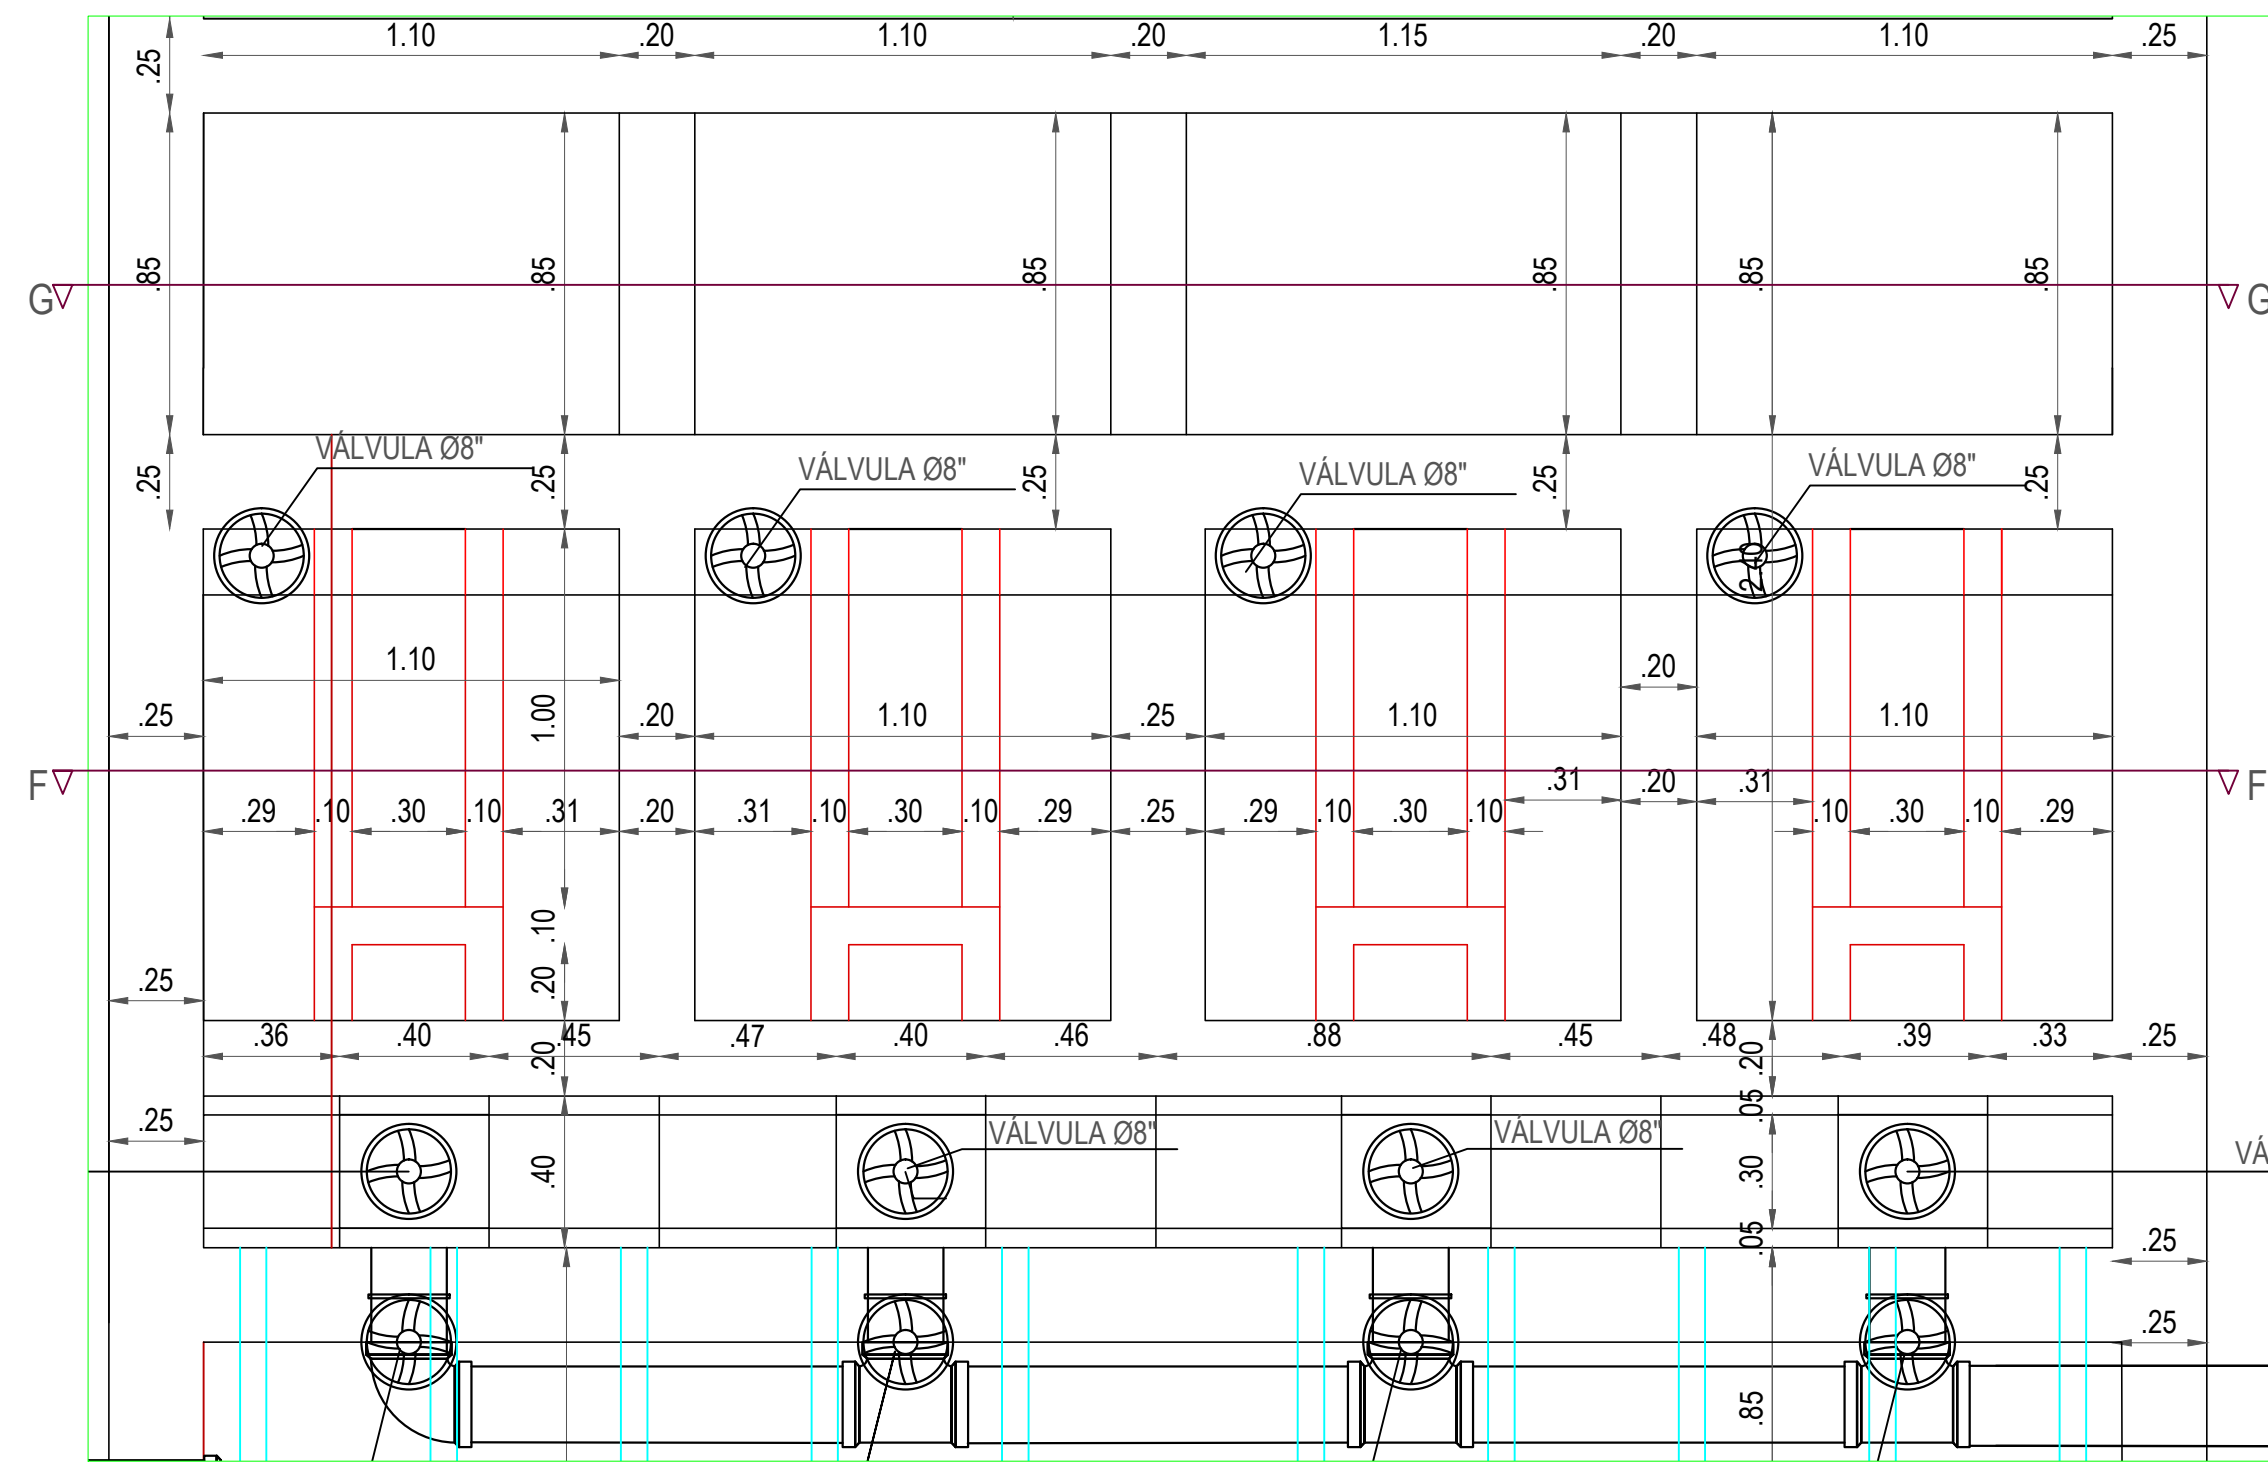 1.10 .20 1.10 .20 1.15 .20 1.10 .25
.25
G .85 .85 .85 .85 .85 .85 G
VÁLVULA Ø8" VÁLVULA Ø8" VÁLVULA Ø8" VÁLVULA Ø8"
.25 .25 .25 .25 .25
1.10 .20
.25 1.00 .20 1.10 .25 1.10 1.10
F F
.29 .10 .30 .10 .31 .20 .31 .10 .30 .10 .29 .25 .29 .10 .30 .10 .31 .20 .31 .10 .30 .10 .29
.10
.25 .20
.36 .40 .45 .47 .40 .46 .88 .45 .48 .39 .33 .25
.20 .20
.05
.25 VÁLVULA Ø8" VÁLVULA Ø8" VÁ
.40 .30
.05 .25
.25
.85